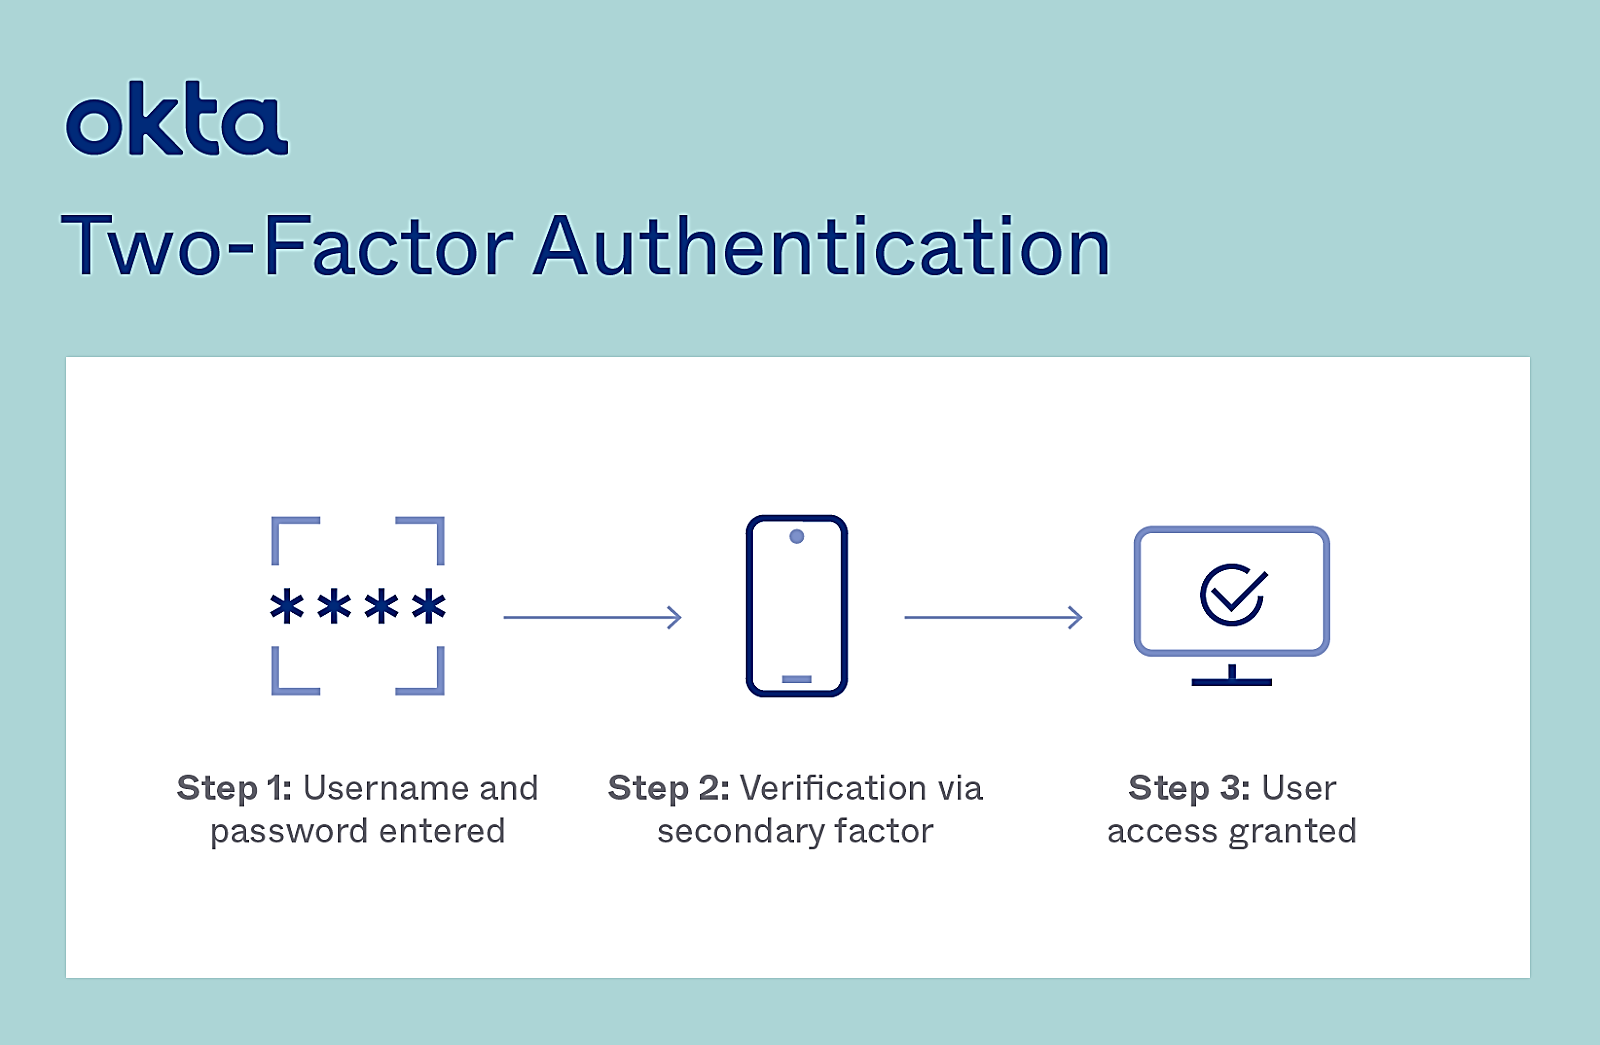 okta
Two-Factor Authentication
****
Step 1: Username and
password entered
Step 2: Verification via
secondary factor
Step 3: User
access granted